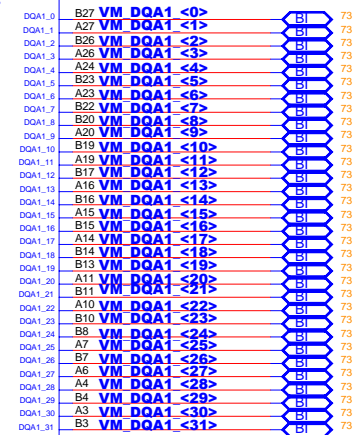 DQA1_0 B27 VM_DQA1_<0> BI 73
DQA1_1 A27 VM_DQA1_<1> BI 73
DQA1_2 B26 VM_DQA1_<2> BI 73
DQA1_3 A26 VM_DQA1_<3> BI 73
DQA1_4 A24 VM_DQA1_<4> BI 73
DQA1_5 B23 VM_DQA1_<5> BI 73
DQA1_6 A23 VM_DQA1_<6> BI 73
DQA1_7 B22 VM_DQA1_<7> BI 73
DQA1_8 B20 VM_DQA1_<8> BI 73
DQA1_9 A20 VM_DQA1_<9> BI 73
DQA1_10 B19 VM_DQA1_<10> BI 73
DQA1_11 A19 VM_DQA1_<11> BI 73
DQA1_12 B17 VM_DQA1_<12> BI 73
DQA1_13 A16 VM_DQA1_<13> BI 73
DQA1_14 B16 VM_DQA1_<14> BI 73
DQA1_15 A15 VM_DQA1_<15> BI 73
DQA1_16 B15 VM_DQA1_<16> BI 73
DQA1_17 A14 VM_DQA1_<17> BI 73
DQA1_18 B14 VM_DQA1_<18> BI 73
DQA1_19 B13 VM_DQA1_<19> BI 73
DQA1_20 A11 VM_DQA1_<20> BI 73
DQA1_21 B11 VM_DQA1_<21> BI 73
DQA1_22 A10 VM_DQA1_<22> BI 73
DQA1_23 B10 VM_DQA1_<23> BI 73
DQA1_24 B8 VM_DQA1_<24> BI 73
DQA1_25 A7 VM_DQA1_<25> BI 73
DQA1_26 B7 VM_DQA1_<26> BI 73
DQA1_27 A6 VM_DQA1_<27> BI 73
DQA1_28 A4 VM_DQA1_<28> BI 73
DQA1_29 B4 VM_DQA1_<29> BI 73
DQA1_30 A3 VM_DQA1_<30> BI 73
DQA1_31 B3 VM_DQA1_<31> BI 73